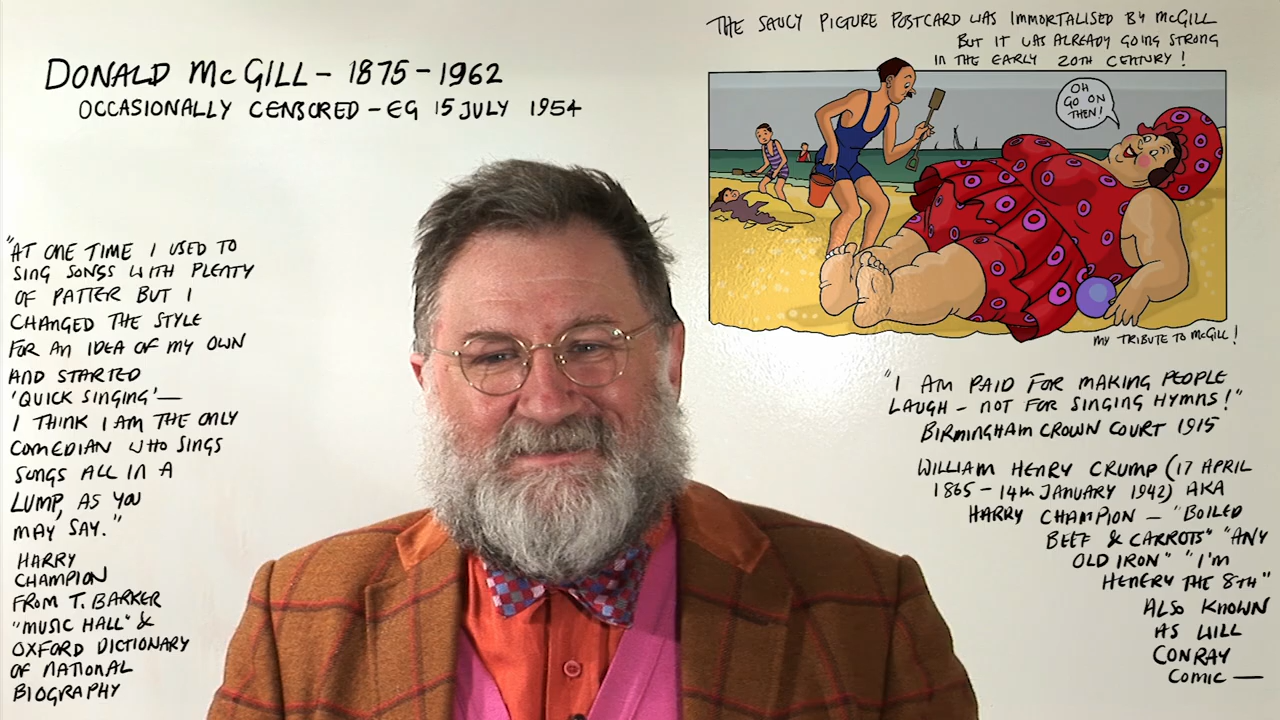 DONALD McGILL – 1875 – 1962
OCCASIONALLY CENSORED – EG 15 JULY 1954
THE SAUCY PICTURE POSTCARD WAS IMMORTALISED BY McGILL
BUT IT WAS ALREADY GOING STRONG
IN THE EARLY 20TH CENTURY!
OH
GO ON
THEN!
MY TRIBUTE TO McGILL!
"AT ONE TIME I USED TO
SING SONGS WITH PLENTY
OF PATTER BUT I
CHANGED THE STYLE
FOR AN IDEA OF MY OWN
AND STARTED
'QUICK SINGING' —
I THINK I AM THE ONLY
COMEDIAN WHO SINGS
SONGS ALL IN A
LUMP, AS YOU
MAY SAY."
HARRY
CHAMPION
FROM T. BARKER
"MUSIC HALL" &
OXFORD DICTIONARY
OF NATIONAL
BIOGRAPHY
"I AM PAID FOR MAKING PEOPLE
LAUGH – NOT FOR SINGING HYMNS!"
BIRMINGHAM CROWN COURT 1915
WILLIAM HENRY CRUMP (17 APRIL
1865 – 14th JANUARY 1942) AKA
HARRY CHAMPION – "BOILED
BEEF & CARROTS" "ANY
OLD IRON" "I'M
HENERY THE 8TH"
ALSO KNOWN
AS WILL
CONRAY
COMIC —